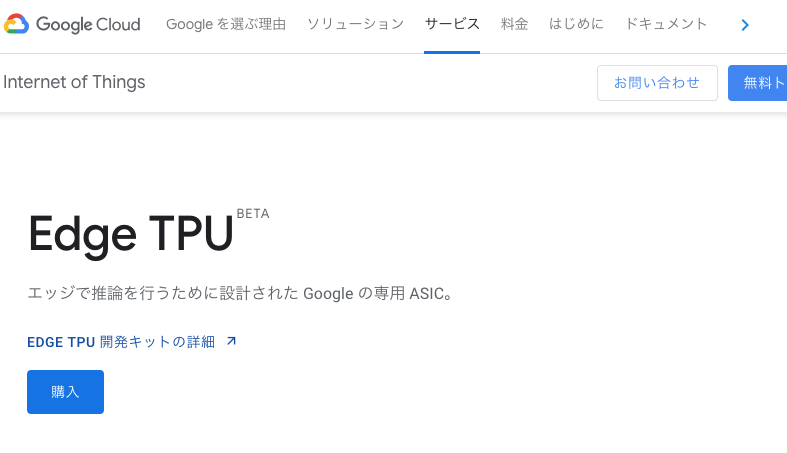 Google Cloud Google を選ぶ理由 ソリューション サービス 料金 はじめに ドキュメント
Internet of Things お問い合わせ 無料ト
Edge TPU BETA
エッジで推論を行うために設計された Google の専用 ASIC。
EDGE TPU 開発キットの詳細
購入